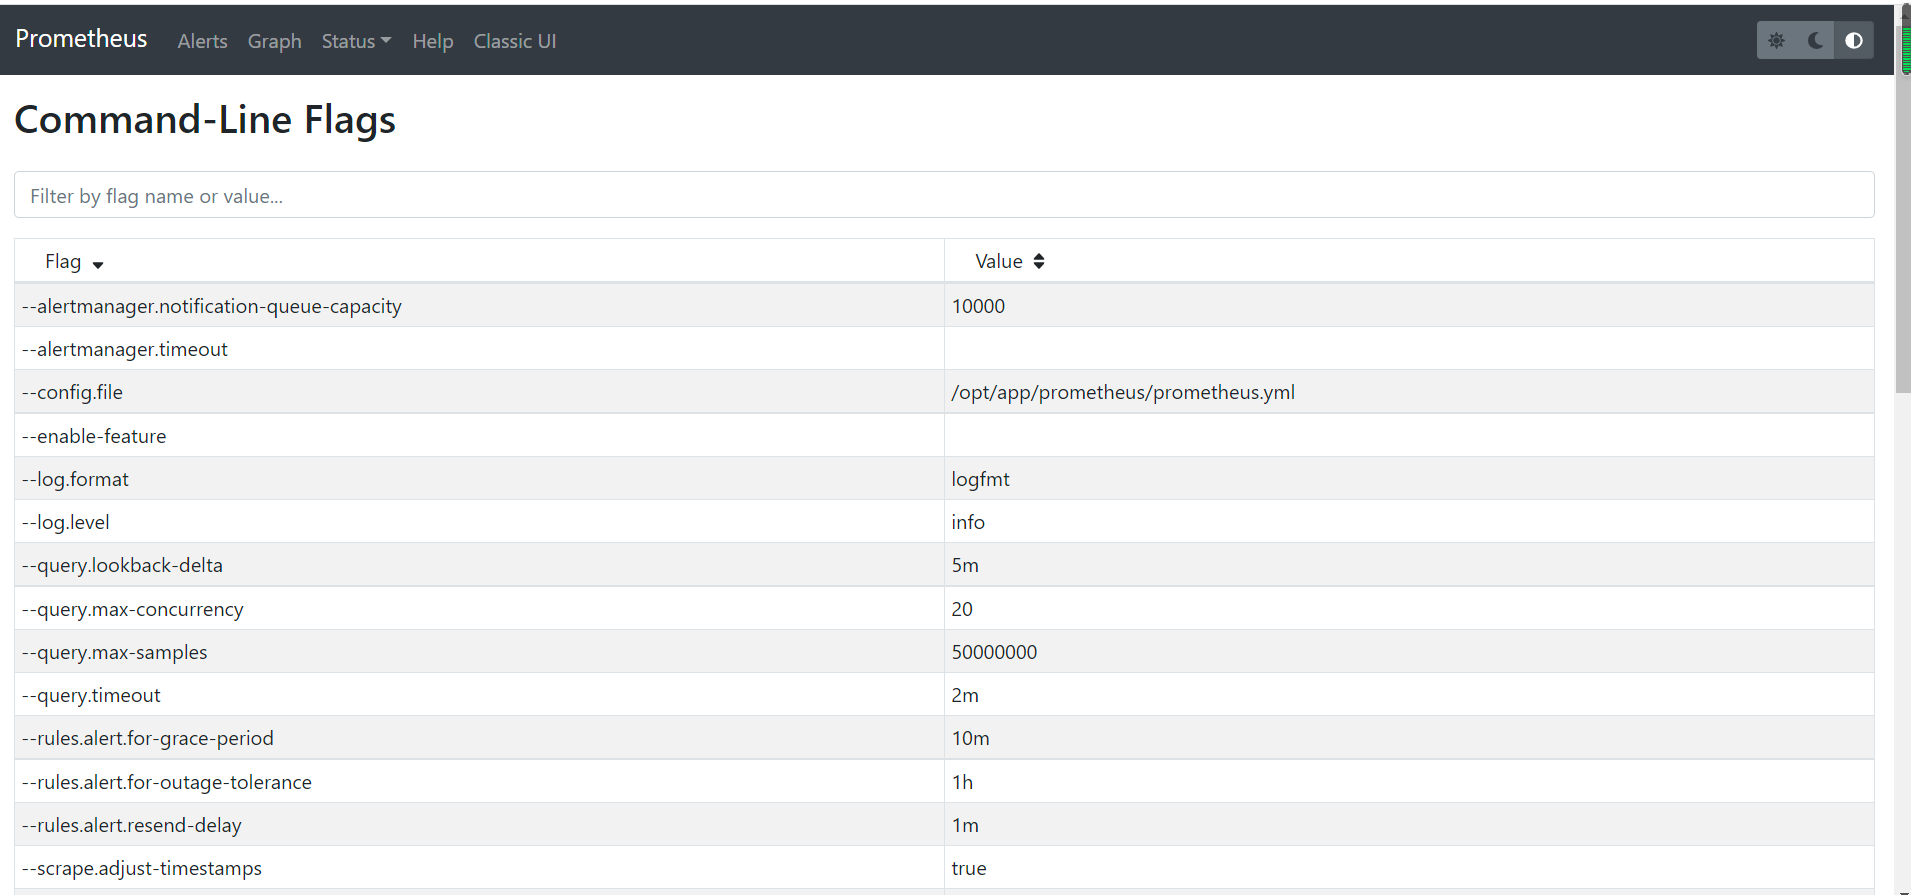 Prometheus Alerts Graph Status Help Classic UI
Command-Line Flags
Filter by flag name or value...
Flag Value
--alertmanager.notification-queue-capacity 10000
--alertmanager.timeout
--config.file /opt/app/prometheus/prometheus.yml
--enable-feature
--log.format logfmt
--log.level info
--query.lookback-delta 5m
--query.max-concurrency 20
--query.max-samples 50000000
--query.timeout 2m
--rules.alert.for-grace-period 10m
--rules.alert.for-outage-tolerance 1h
--rules.alert.resend-delay 1m
--scrape.adjust-timestamps true